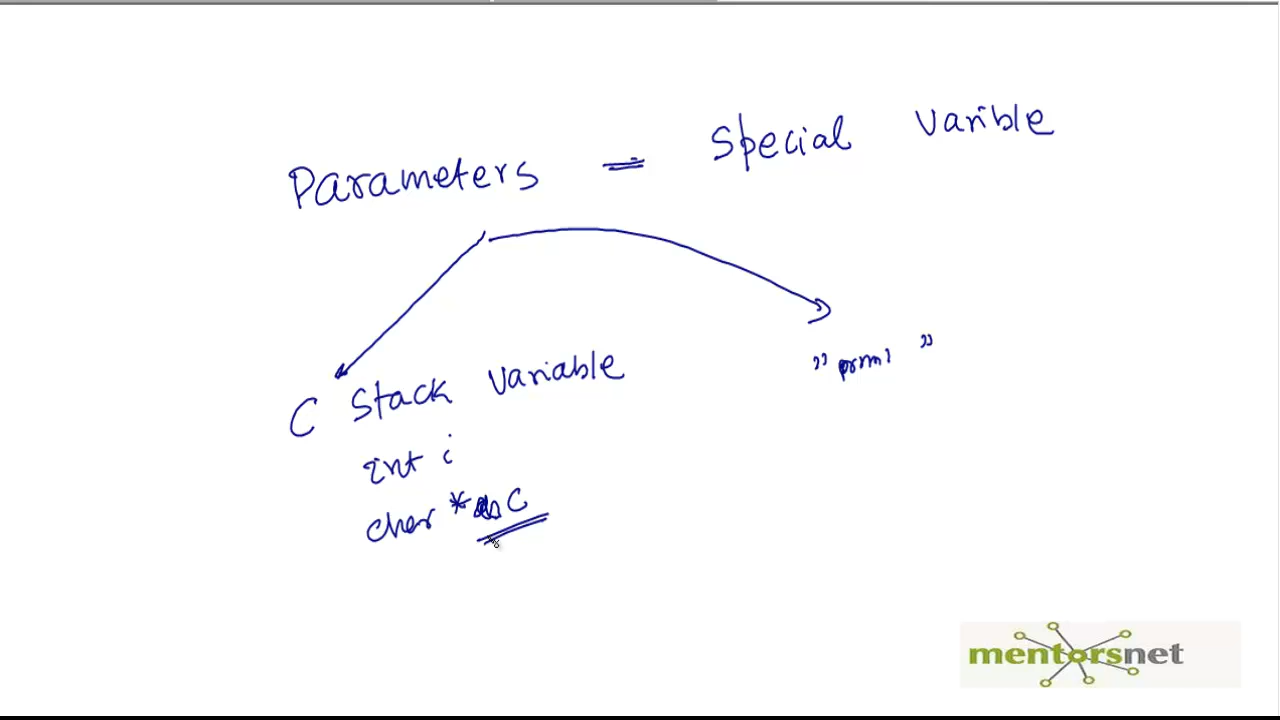 Parameters = Special Varible
C Stack Variable
" prm1 "
int i
char * C
mentorsnet